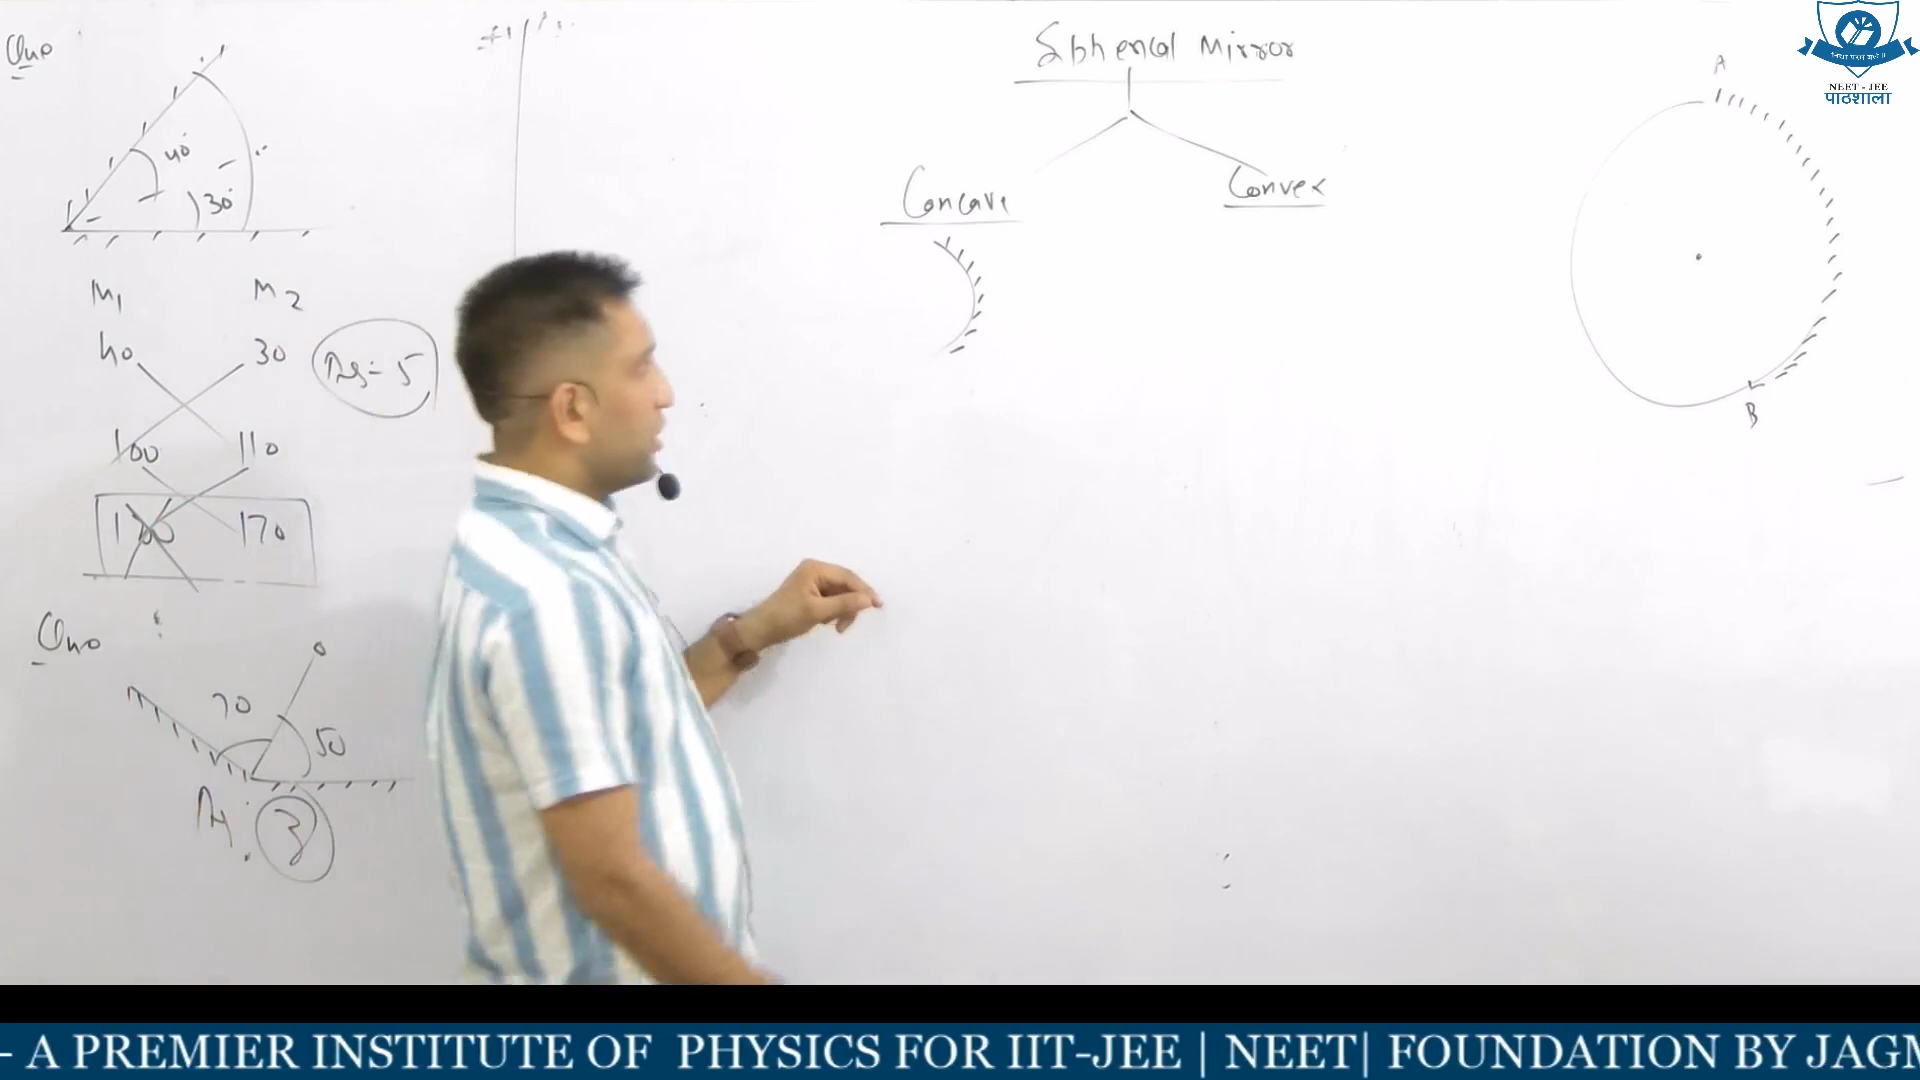 Que
40°
30°
M1 M2
40 30
Ans = 5
100 110
170
Que
0
70
50
A: 3
Spherical Mirror
Concave
Convex
A
B
NEET - JEE
पाठशाला
- A PREMIER INSTITUTE OF PHYSICS FOR IIT-JEE | NEET| FOUNDATION BY JAGM